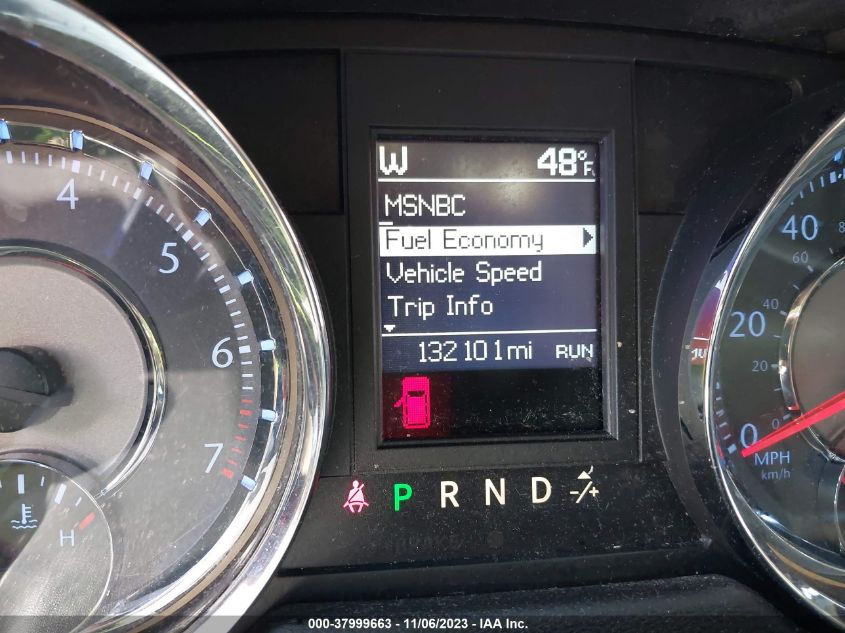 W 48°F
MSNBC
Fuel Economy
Vehicle Speed
Trip Info
132101mi RUN
4
5
6
7
H
P R N D -/+
40
60
20
40
20
0
0
MPH
km/h
000-37999663 - 11/06/2023 - IAA Inc.